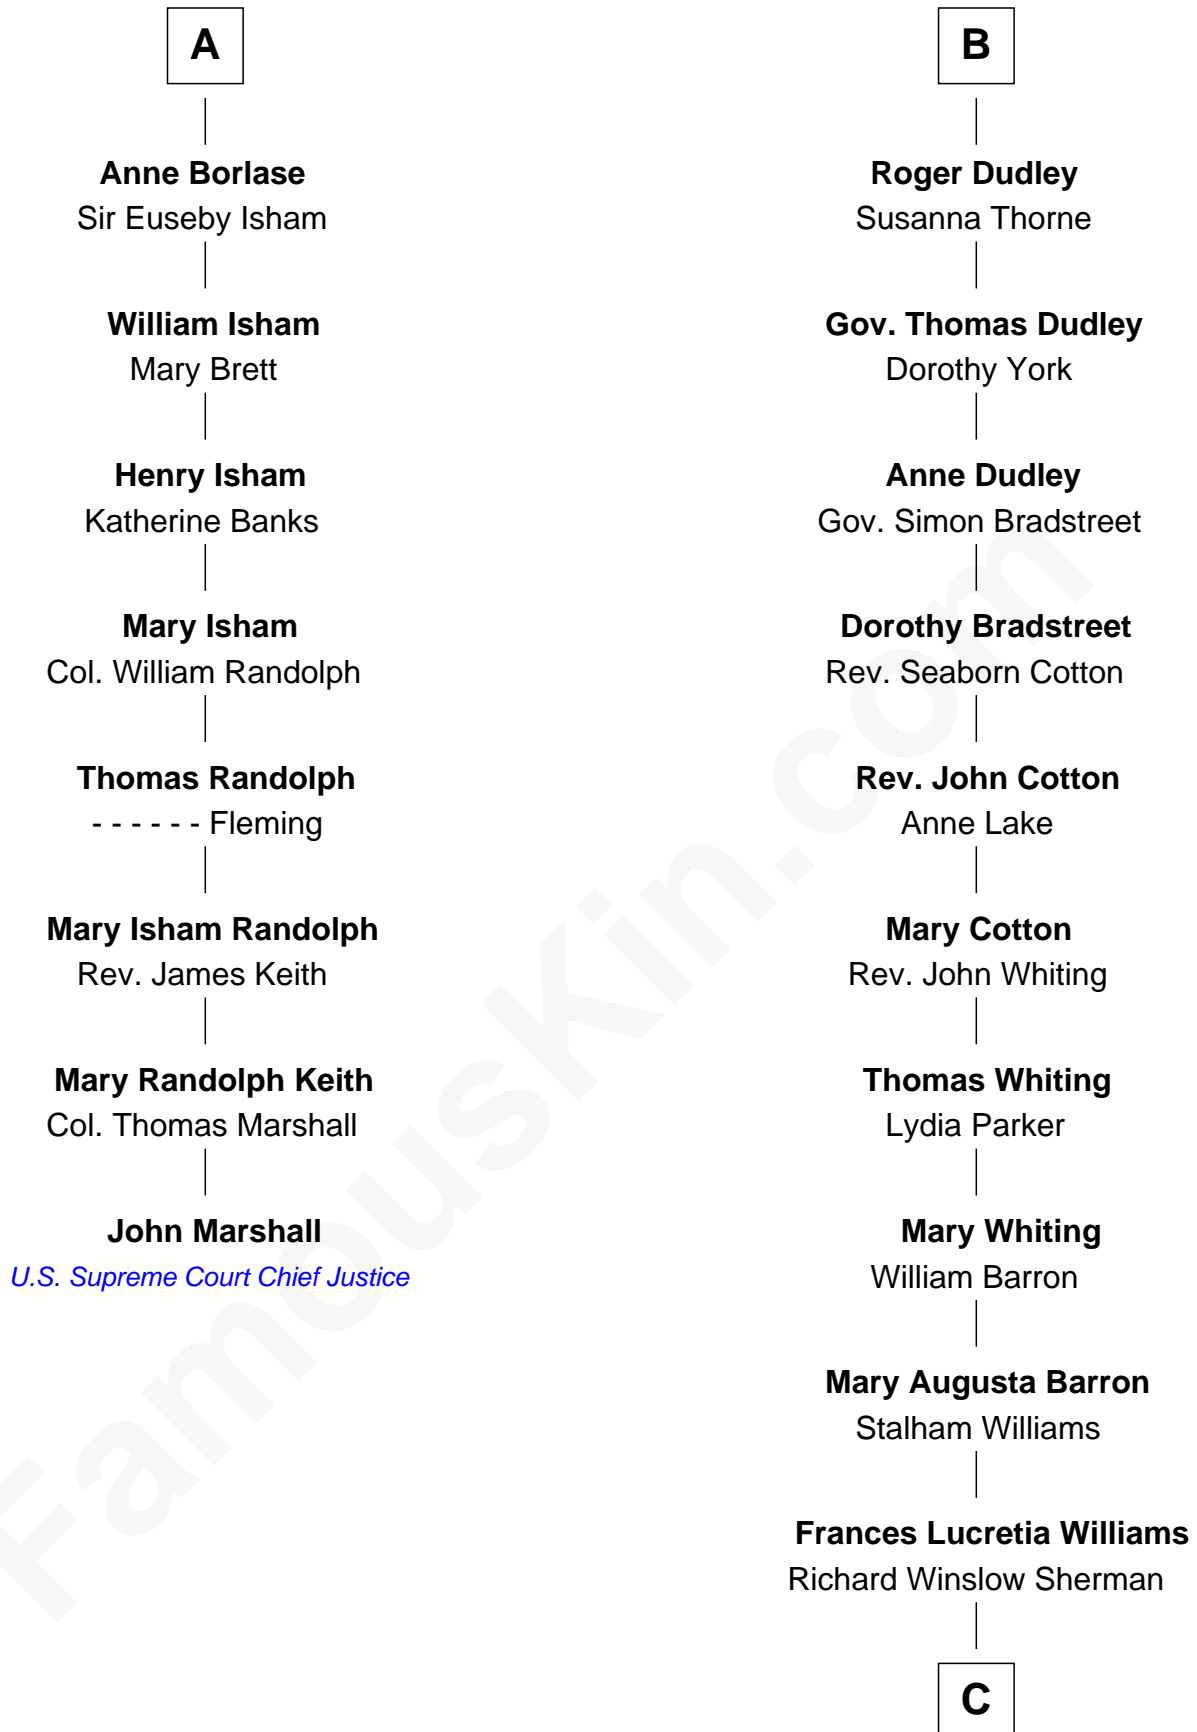 A
Anne Borlase
Sir Euseby Isham
William Isham
Mary Brett
Henry Isham
Katherine Banks
Mary Isham
Col. William Randolph
Thomas Randolph
- - - - - - Fleming
Mary Isham Randolph
Rev. James Keith
Mary Randolph Keith
Col. Thomas Marshall
John Marshall
U.S. Supreme Court Chief Justice
B
Roger Dudley
Susanna Thorne
Gov. Thomas Dudley
Dorothy York
Anne Dudley
Gov. Simon Bradstreet
Dorothy Bradstreet
Rev. Seaborn Cotton
Rev. John Cotton
Anne Lake
Mary Cotton
Rev. John Whiting
Thomas Whiting
Lydia Parker
Mary Whiting
William Barron
Mary Augusta Barron
Stalham Williams
Frances Lucretia Williams
Richard Winslow Sherman
C
FamousKin.com